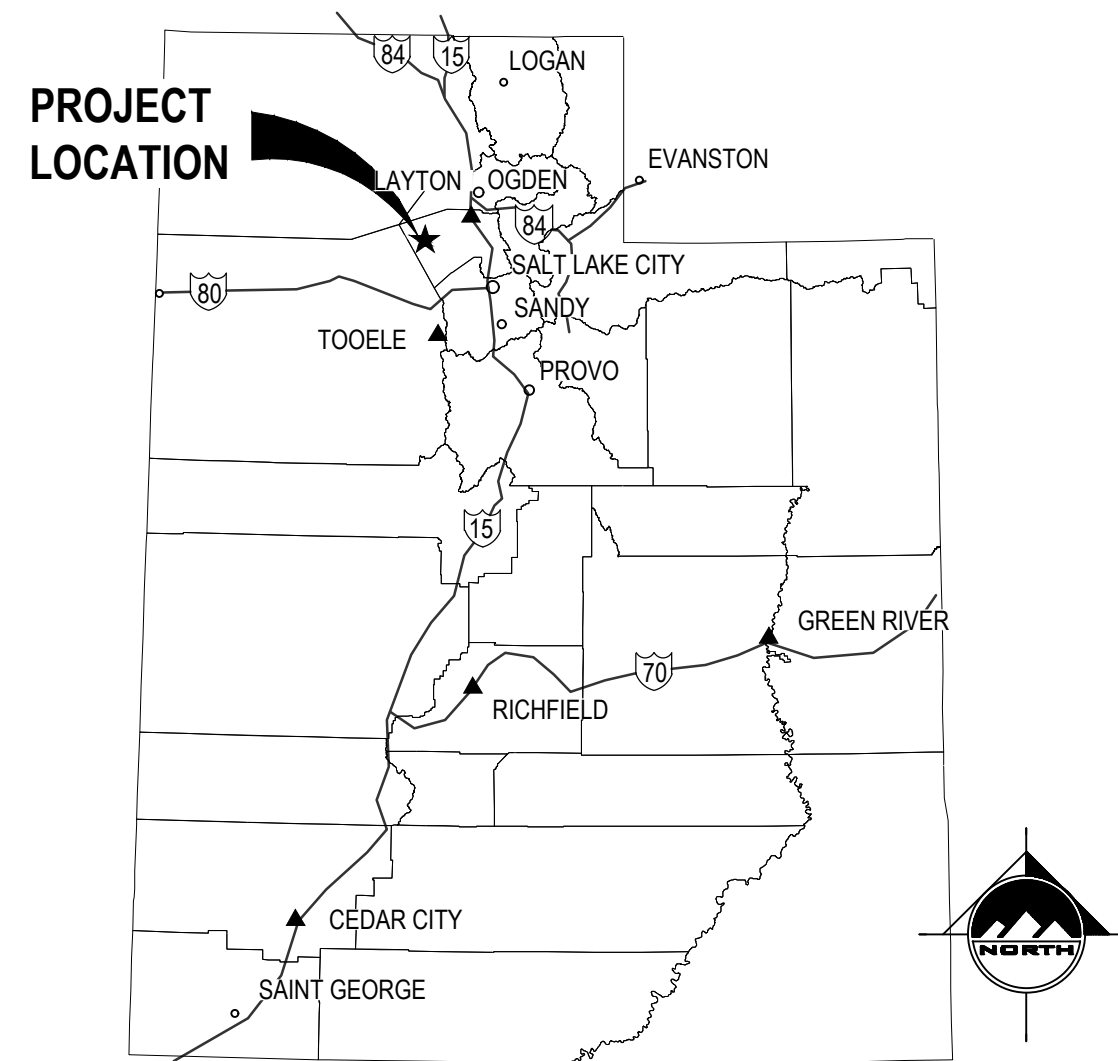 84
15
LOGAN
PROJECT
LOCATION
EVANSTON
LAYTON
OGDEN
84
SALT LAKE CITY
80
SANDY
TOOELE
PROVO
15
GREEN RIVER
70
RICHFIELD
CEDAR CITY
NORTH
SAINT GEORGE